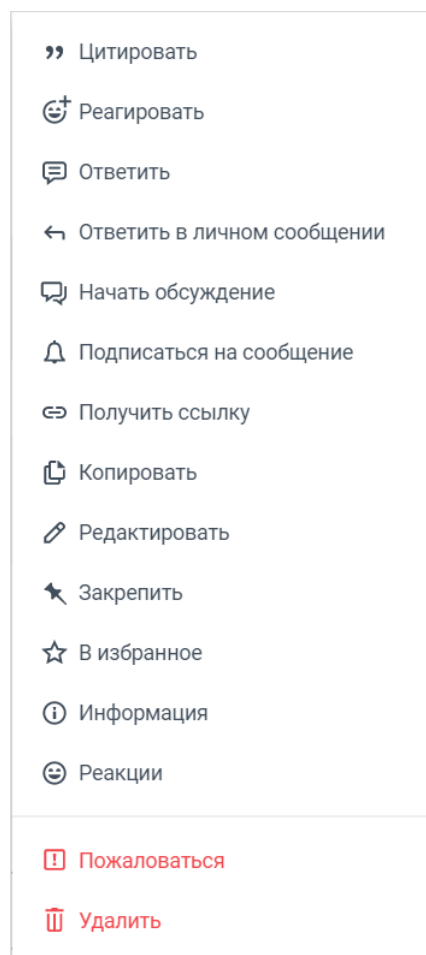 Цитировать
Реагировать
Ответить
Ответить в личном сообщении
Начать обсуждение
Подписаться на сообщение
Получить ссылку
Копировать
Редактировать
Закрепить
В избранное
Информация
Реакции
Пожаловаться
Удалить